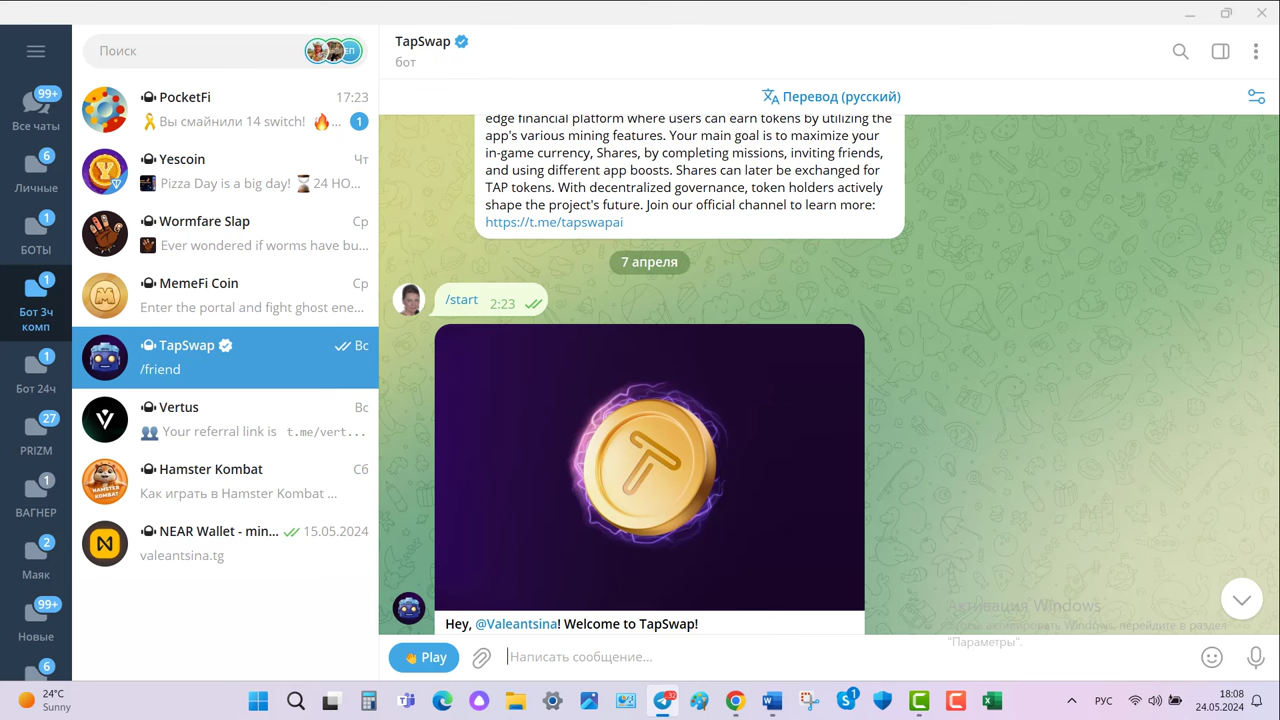 Поиск
ЕП
99+
Все чаты
6
Личные
1
БОТЫ
1
Бот 3ч
комп
1
Бот 24ч
27
PRIZM
1
ВАГНЕР
2
Маяк
99+
Новые
6
PocketFi
17:23
Вы смайнили 14 switch! ...
1
Yescoin
Чт
Pizza Day is a big day! ⏳24 HO...
Wormfare Slap
Ср
Ever wondered if worms have bu...
MemeFi Coin
Ср
Enter the portal and fight ghost ene...
TapSwap
Вс
/friend
Vertus
Вс
Your referral link is t.me/vert...
Hamster Kombat
Сб
Как играть в Hamster Kombat ...
NEAR Wallet - min...
15.05.2024
valeantsina.tg
TapSwap
бот
Перевод (русский)
edge financial platform where users can earn tokens by utilizing the
app's various mining features. Your main goal is to maximize your
in-game currency, Shares, by completing missions, inviting friends,
and using different app boosts. Shares can later be exchanged for
TAP tokens. With decentralized governance, token holders actively
shape the project's future. Join our official channel to learn more:
https://t.me/tapswapai
7 апреля
/start
2:23
Hey, @Valeantsina! Welcome to TapSwap!
Активация Windows
Чтобы активировать Windows, перейдите в раздел
"Параметры".
👋 Play
Написать сообщение...
24°C
Sunny
РУС
18:08
24.05.2024